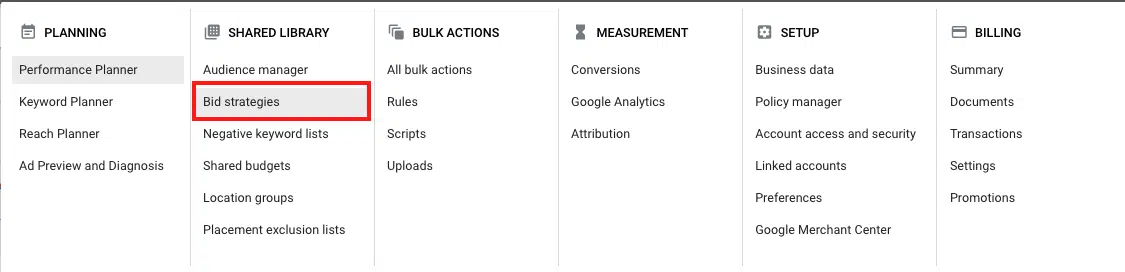 PLANNING
Performance Planner
Keyword Planner
Reach Planner
Ad Preview and Diagnosis
SHARED LIBRARY
Audience manager
Bid strategies
Negative keyword lists
Shared budgets
Location groups
Placement exclusion lists
BULK ACTIONS
All bulk actions
Rules
Scripts
Uploads
MEASUREMENT
Conversions
Google Analytics
Attribution
SETUP
Business data
Policy manager
Account access and security
Linked accounts
Preferences
Google Merchant Center
BILLING
Summary
Documents
Transactions
Settings
Promotions